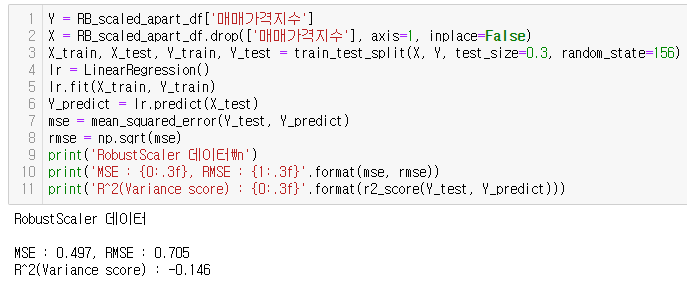 1 Y = RB_scaled_apart_df['매매가격지수']
2 X = RB_scaled_apart_df.drop(['매매가격지수'], axis=1, inplace=False)
3 X_train, X_test, Y_train, Y_test = train_test_split(X, Y, test_size=0.3, random_state=156)
4 lr = LinearRegression()
5 lr.fit(X_train, Y_train)
6 Y_predict = lr.predict(X_test)
7 mse = mean_squared_error(Y_test, Y_predict)
8 rmse = np.sqrt(mse)
9 print('RobustScaler 데이터₩n')
10 print('MSE : {0:.3f}, RMSE : {1:.3f}'.format(mse, rmse))
11 print('R^2(Variance score) : {0:.3f}'.format(r2_score(Y_test, Y_predict)))
RobustScaler 데이터
MSE : 0.497, RMSE : 0.705
R^2(Variance score) : -0.146